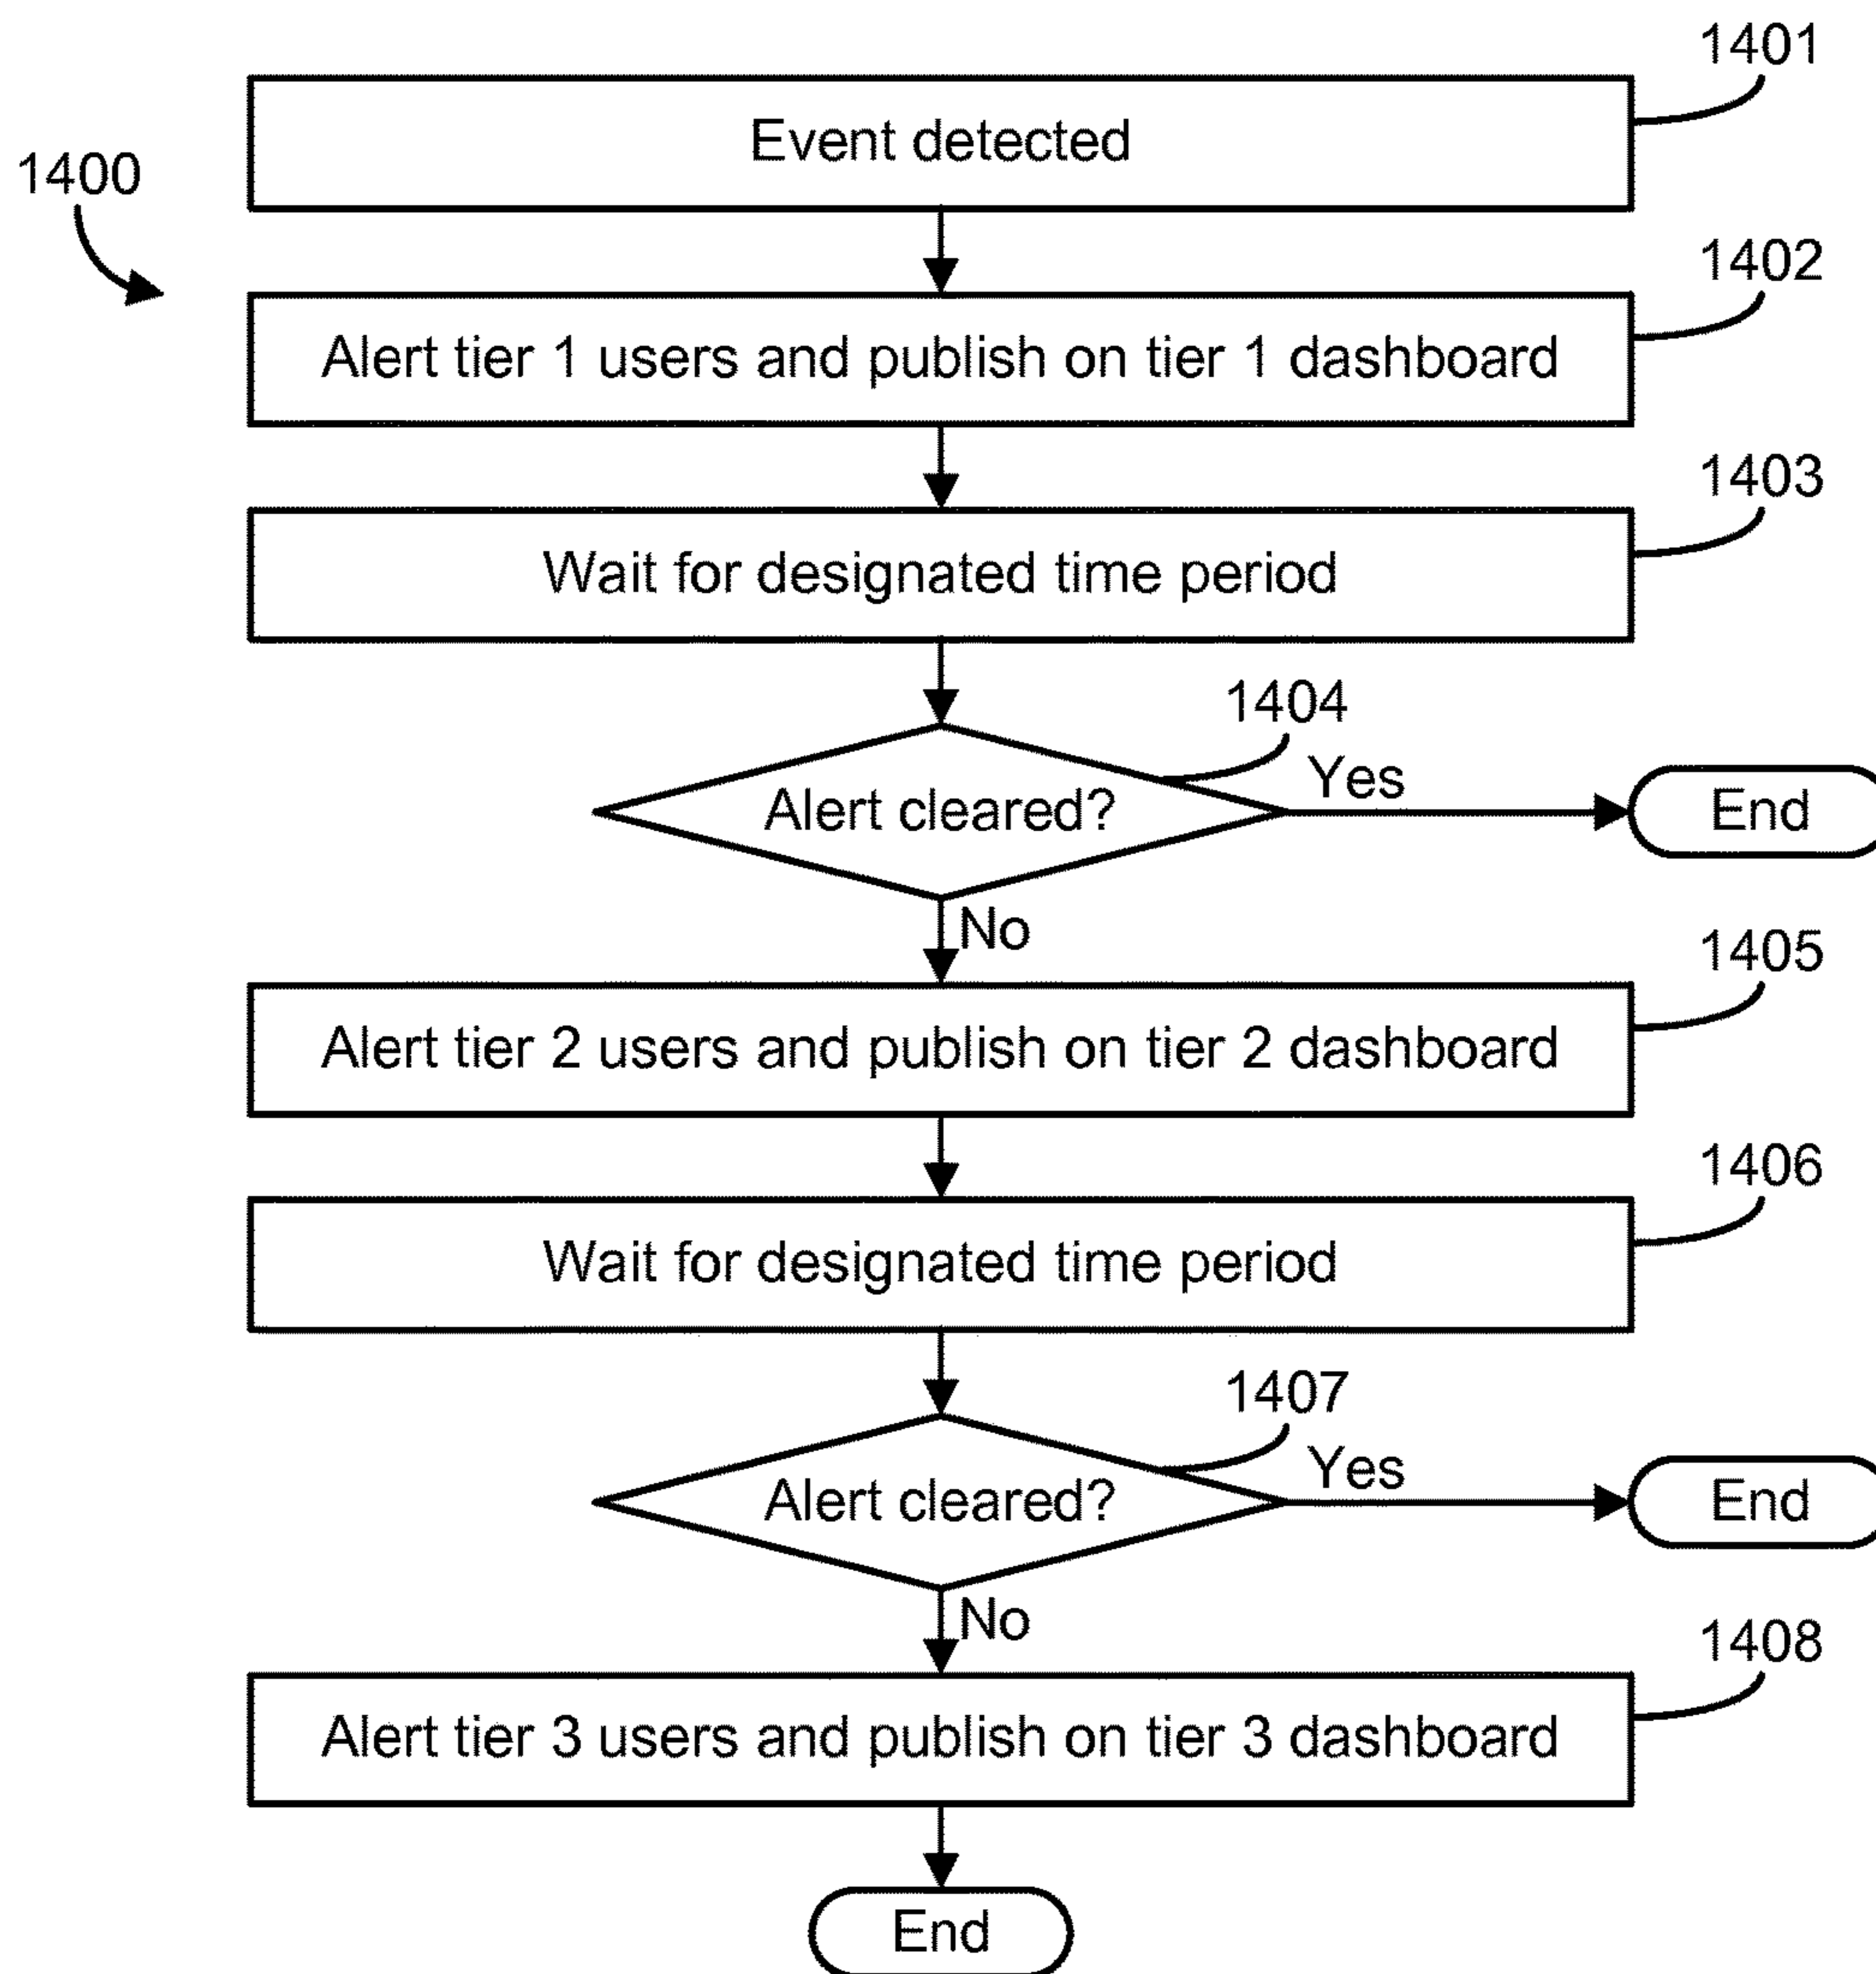 1401
Event detected
1400
1402
Alert tier 1 users and publish on tier 1 dashboard
1403
Wait for designated time period
1404
Alert cleared?
Yes
End
No
1405
Alert tier 2 users and publish on tier 2 dashboard
1406
Wait for designated time period
1407
Alert cleared?
Yes
End
No
1408
Alert tier 3 users and publish on tier 3 dashboard
End